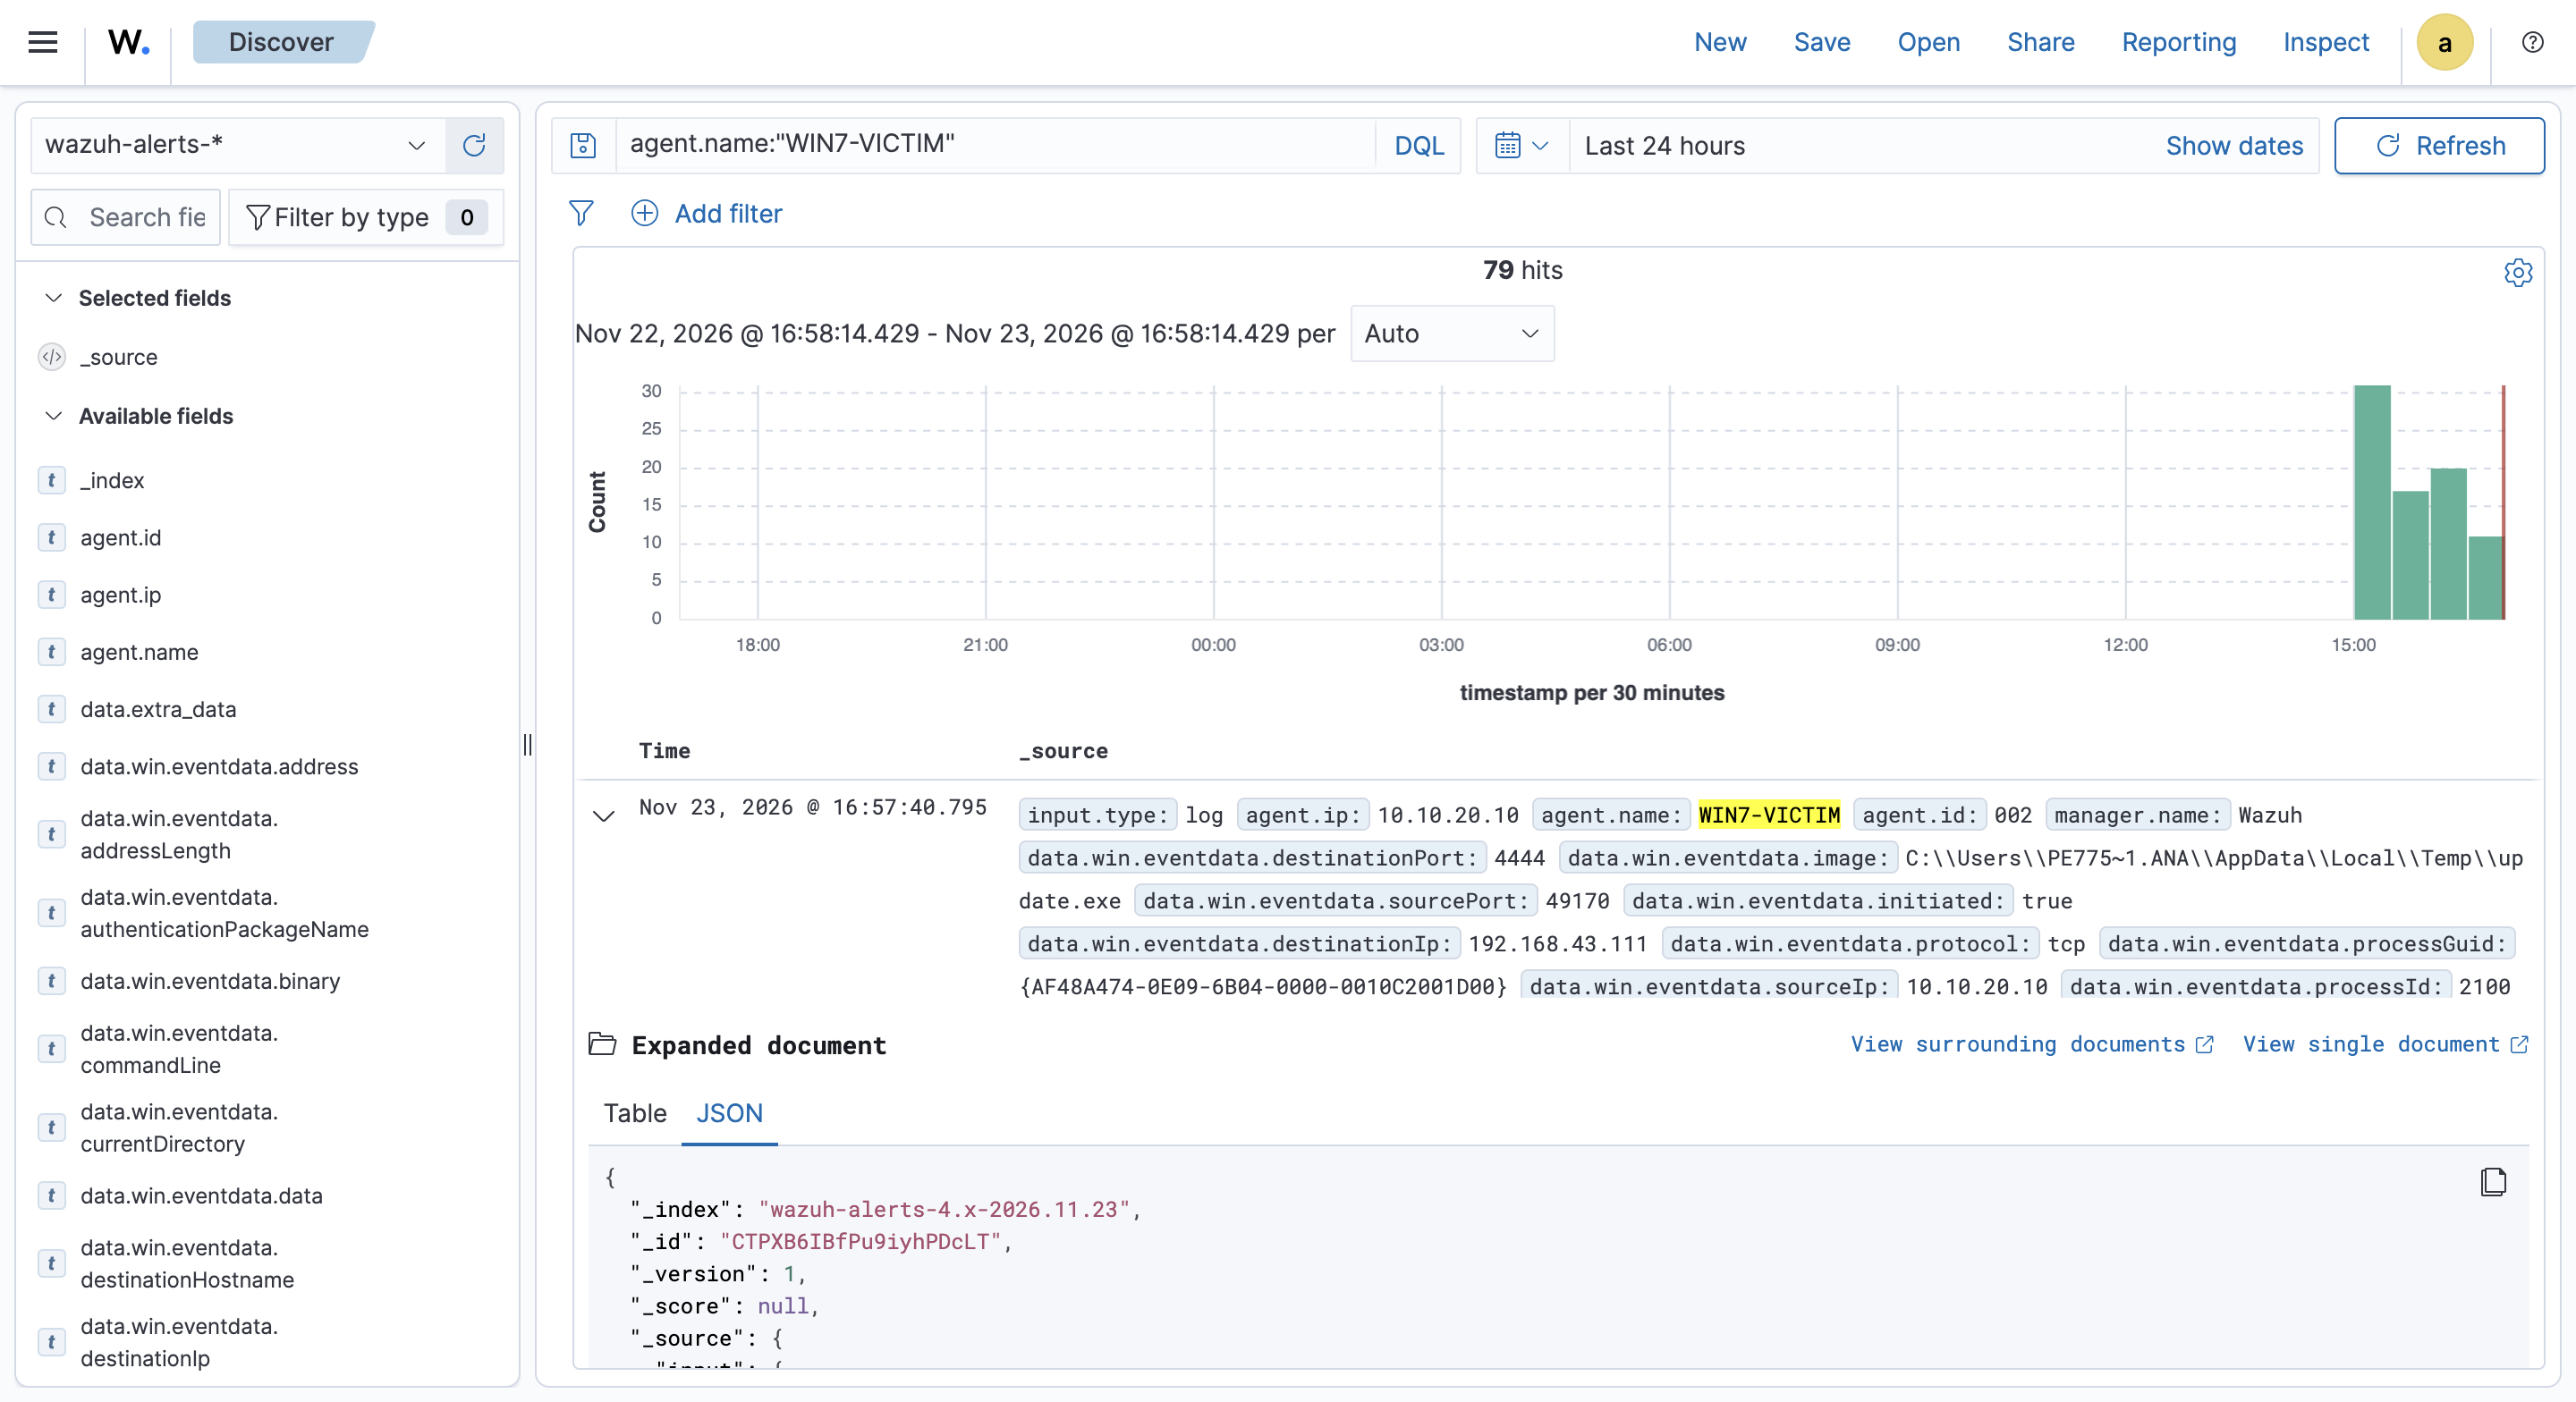 W.
Discover
New
Save
Open
Share
Reporting
Inspect
a
wazuh-alerts-*
Search fie
Filter by type 0
Selected fields
_source
Available fields
t _index
t agent.id
t agent.ip
t agent.name
t data.extra_data
t data.win.eventdata.address
t data.win.eventdata.
addressLength
t data.win.eventdata.
authenticationPackageName
t data.win.eventdata.binary
t data.win.eventdata.
commandLine
t data.win.eventdata.
currentDirectory
t data.win.eventdata.data
t data.win.eventdata.
destinationHostname
t data.win.eventdata.
destinationIp
agent.name:"WIN7-VICTIM"
DQL
Last 24 hours
Show dates
Refresh
Add filter
79 hits
Nov 22, 2026 @ 16:58:14.429 - Nov 23, 2026 @ 16:58:14.429 per
Auto
Count
30
25
20
15
10
5
0
18:00
21:00
00:00
03:00
06:00
09:00
12:00
15:00
timestamp per 30 minutes
Time
_source
Nov 23, 2026 @ 16:57:40.795
input.type: log agent.ip: 10.10.20.10 agent.name: WIN7-VICTIM agent.id: 002 manager.name: Wazuh
data.win.eventdata.destinationPort: 4444 data.win.eventdata.image: C:\\Users\\PE775~1.ANA\\AppData\\Local\\Temp\\up
date.exe data.win.eventdata.sourcePort: 49170 data.win.eventdata.initiated: true
data.win.eventdata.destinationIp: 192.168.43.111 data.win.eventdata.protocol: tcp data.win.eventdata.processGuid:
{AF48A474-0E09-6B04-0000-0010C2001D00} data.win.eventdata.sourceIp: 10.10.20.10 data.win.eventdata.processId: 2100
Expanded document
View surrounding documents
View single document
Table
JSON
{
"_index": "wazuh-alerts-4.x-2026.11.23",
"_id": "CTPXB6IBfPu9iyhPDcLT",
"_version": 1,
"_score": null,
"_source": {
"input": {